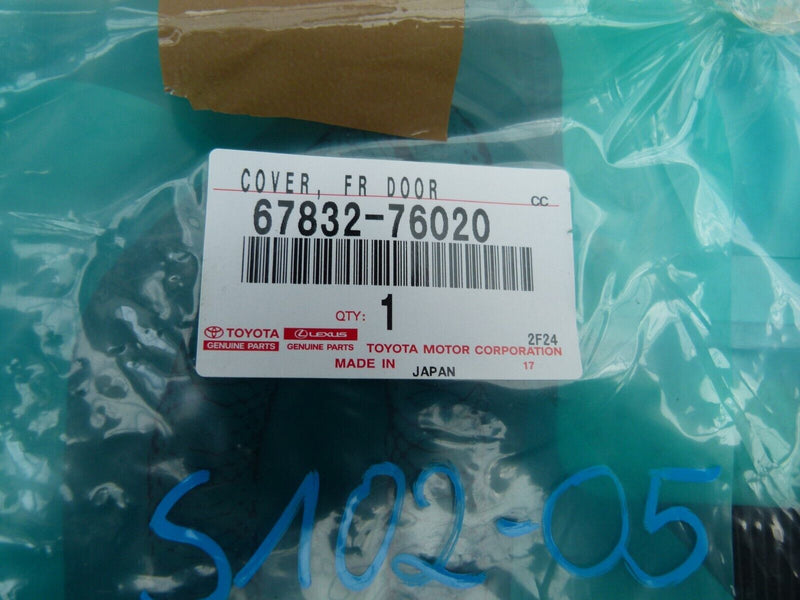 COVER, FR DOOR
CC
67832-76020
QTY: 1
TOYOTA LEXUS 2F24
GENUINE PARTS GENUINE PARTS TOYOTA MOTOR CORPORATION
MADE IN JAPAN 17
S102-05